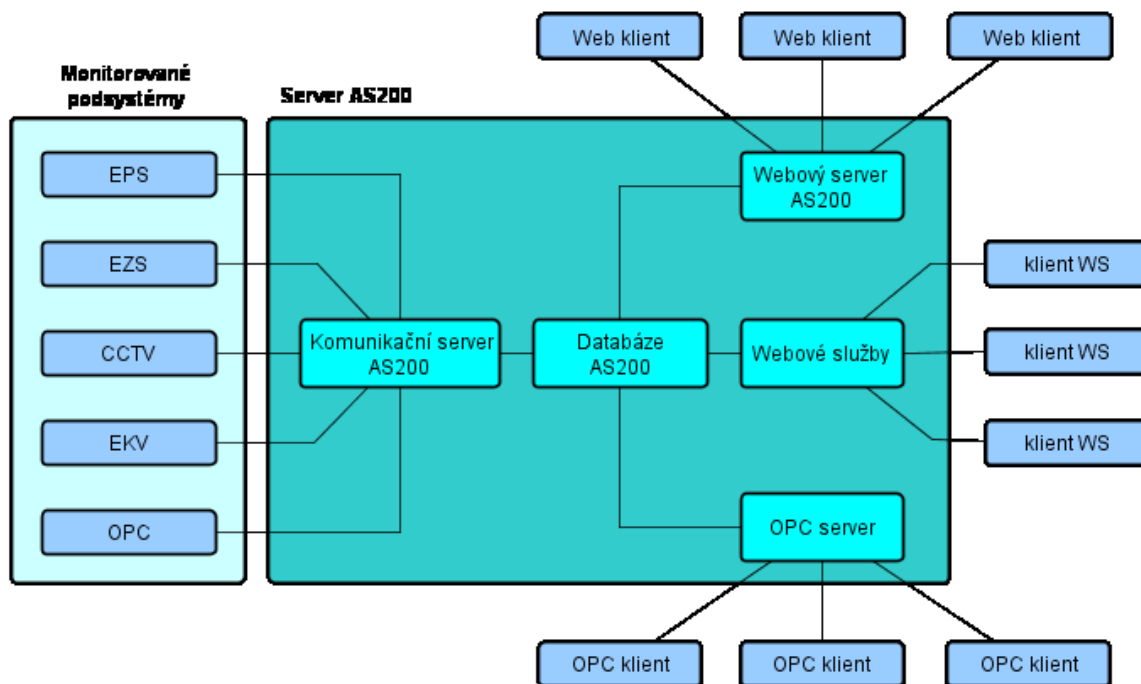 Web klient
Web klient
Web klient
Monitorované
podsystémy
Server AS200
EPS
EZS
CCTV
EKV
OPC
Komunikační server
AS200
Databáze
AS200
Webový server
AS200
Webové služby
OPC server
klient WS
klient WS
klient WS
OPC klient
OPC klient
OPC klient